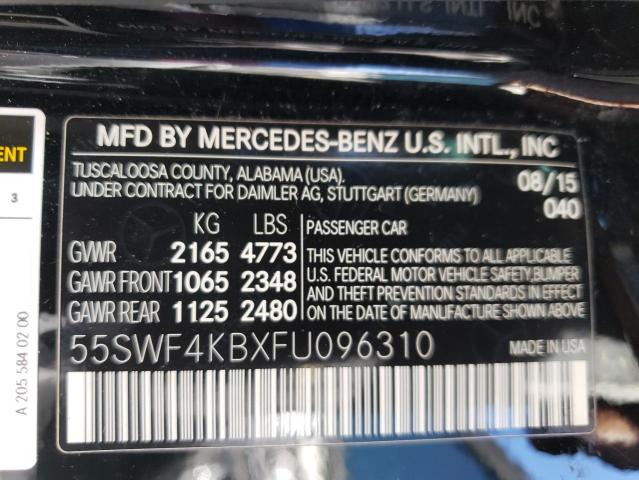 MFD BY MERCEDES-BENZ U.S. INTL., INC
TUSCALOOSA COUNTY, ALABAMA (USA).
UNDER CONTRACT FOR DAIMLER AG, STUTTGART (GERMANY)
08/15
040
KG LBS
GVWR 2165 4773
GAWR FRONT 1065 2348
GAWR REAR 1125 2480
PASSENGER CAR
THIS VEHICLE CONFORMS TO ALL APPLICABLE
U.S. FEDERAL MOTOR VEHICLE SAFETY, BUMPER
AND THEFT PREVENTION STANDARDS IN EFFECT
ON THE DATE OF MANUFACTURE SHOWN ABOVE
55SWF4KBXFU096310
MADE IN USA
ENT
3
A 205 584 02 00